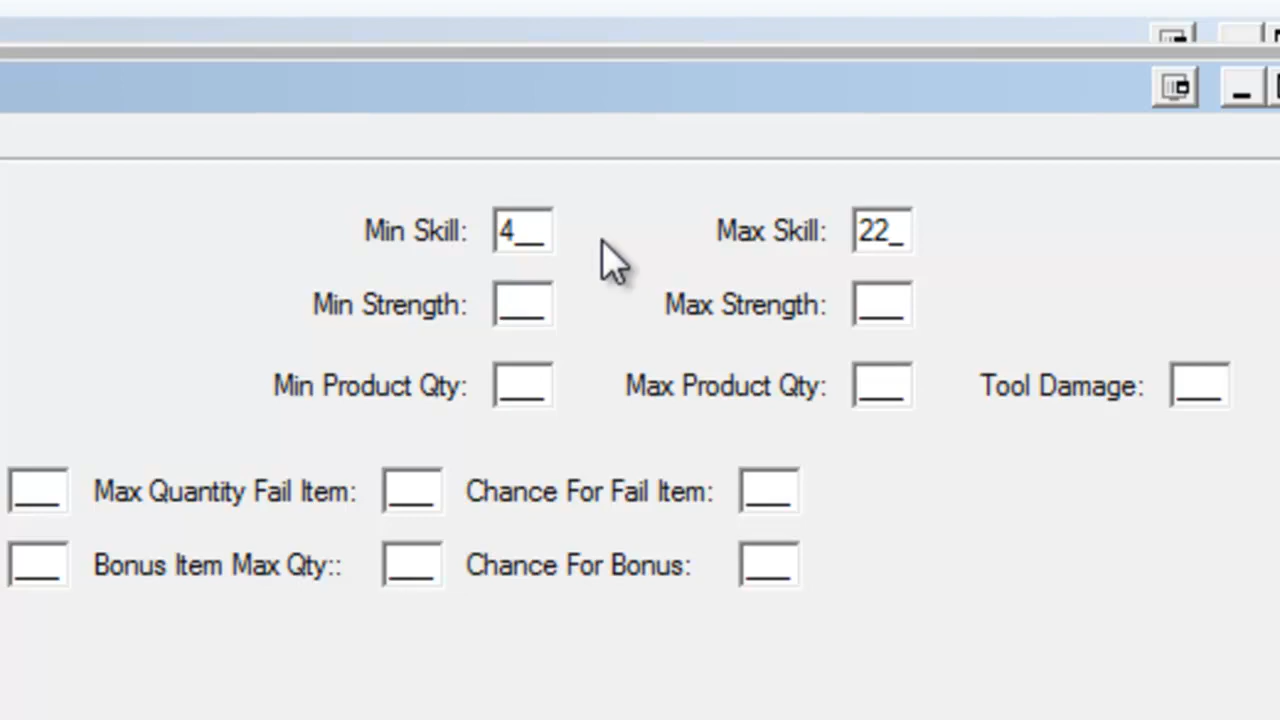 Min Skill: 4__ Max Skill: 22_
Min Strength: ___ Max Strength: ___
Min Product Qty: ___ Max Product Qty: ___ Tool Damage: ___
___ Max Quantity Fail Item: ___ Chance For Fail Item: ___
___ Bonus Item Max Qty:: ___ Chance For Bonus: ___